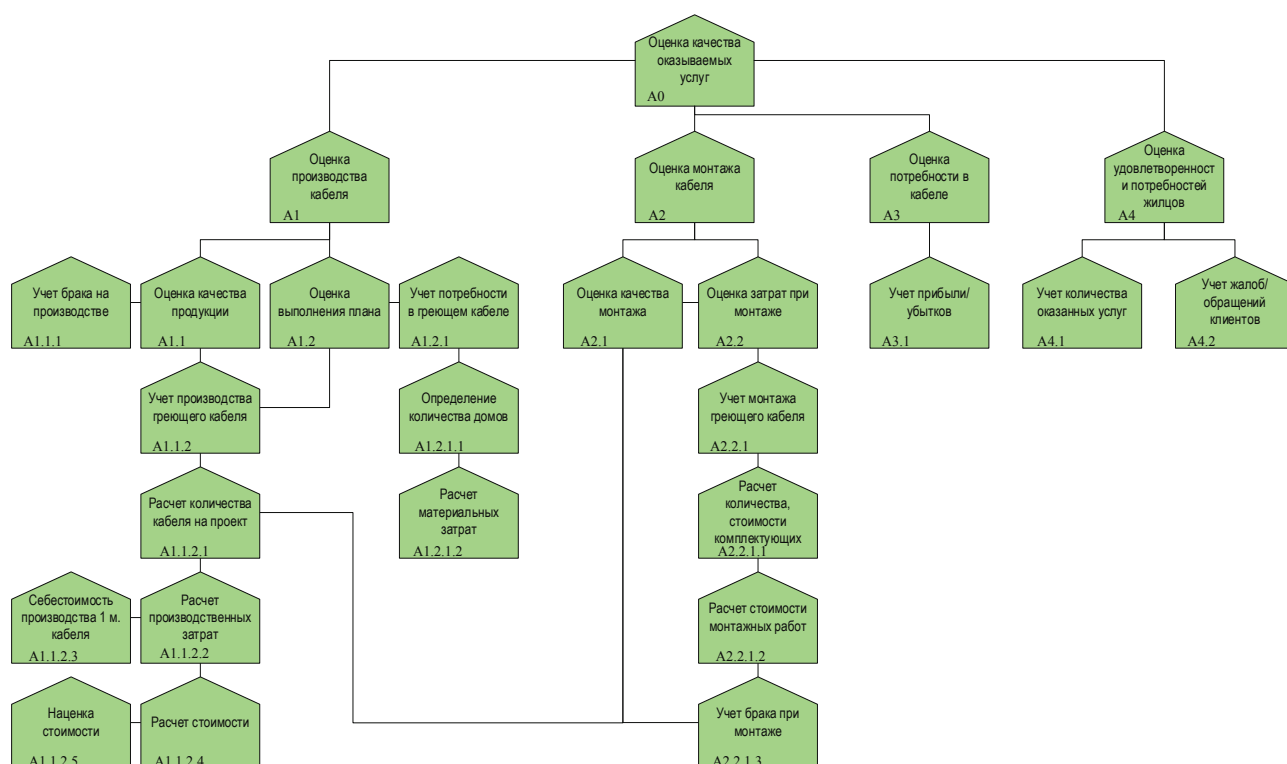 Оценка качества
оказываемых
услуг
A0
Оценка
производства
кабеля
A1
Оценка монтажа
кабеля
A2
Оценка
потребности в
кабеле
A3
Оценка
удовлетворенност
и потребностей
жилцов
A4
Учет брака на
производстве
A1.1.1
Оценка качества
продукции
A1.1
Оценка
выполнения плана
A1.2
Учет потребности
в греющем кабеле
A1.2.1
Оценка качества
монтажа
A2.1
Оценка затрат при
монтаже
A2.2
Учет прибыли/
убытков
A3.1
Учет количества
оказанных услуг
A4.1
Учет жалоб/
обращений
клиентов
A4.2
Учет производства
греющего кабеля
A1.1.2
Определение
количества домов
A1.2.1.1
Учет монтажа
греющего кабеля
A2.2.1
Расчет количества
кабеля на проект
A1.1.2.1
Расчет
материальных
затрат
A1.2.1.2
Расчет
количества,
стоимости
комплектующих
A2.2.1.1
Себестоимость
производства 1 м.
кабеля
A1.1.2.3
Расчет
производственных
затрат
A1.1.2.2
Расчет стоимости
монтажных работ
A2.2.1.2
Наценка
стоимости
A1.1.2.5
Расчет стоимости
A1.1.2.4
Учет брака при
монтаже
A2.2.1.3